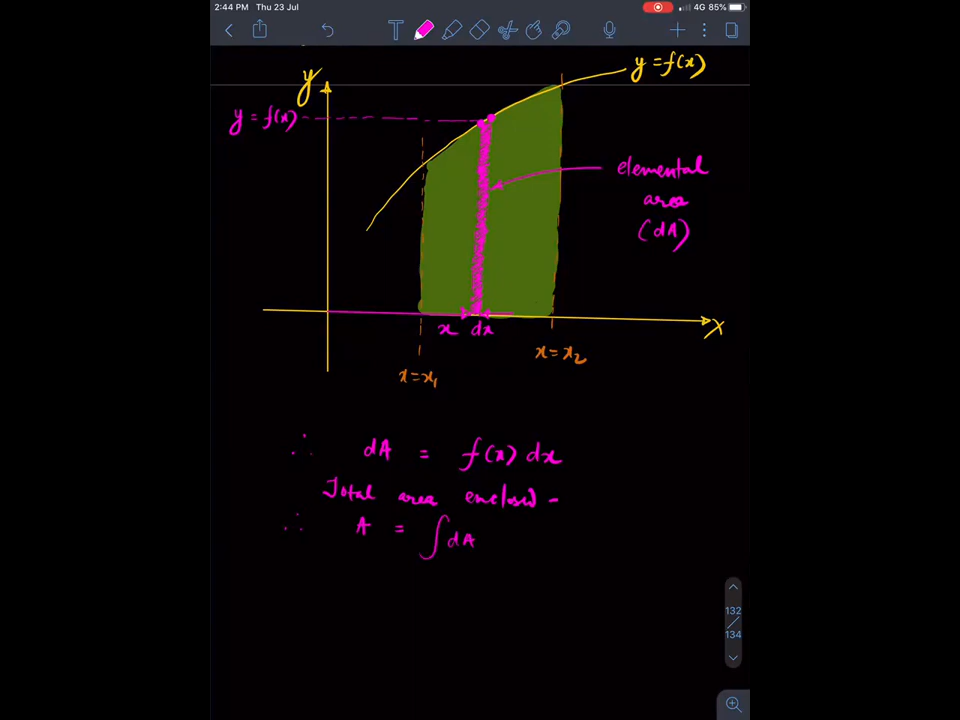 2:44 PM Thu 23 Jul
4G 85%
T
y
y = f(x)
y = f(x)
elemental
area
(dA)
x dx
x
x = x₂
x = x₁
∴ dA = f(x) dx
Total area enclosed -
∴ A = ∫ dA
132
134